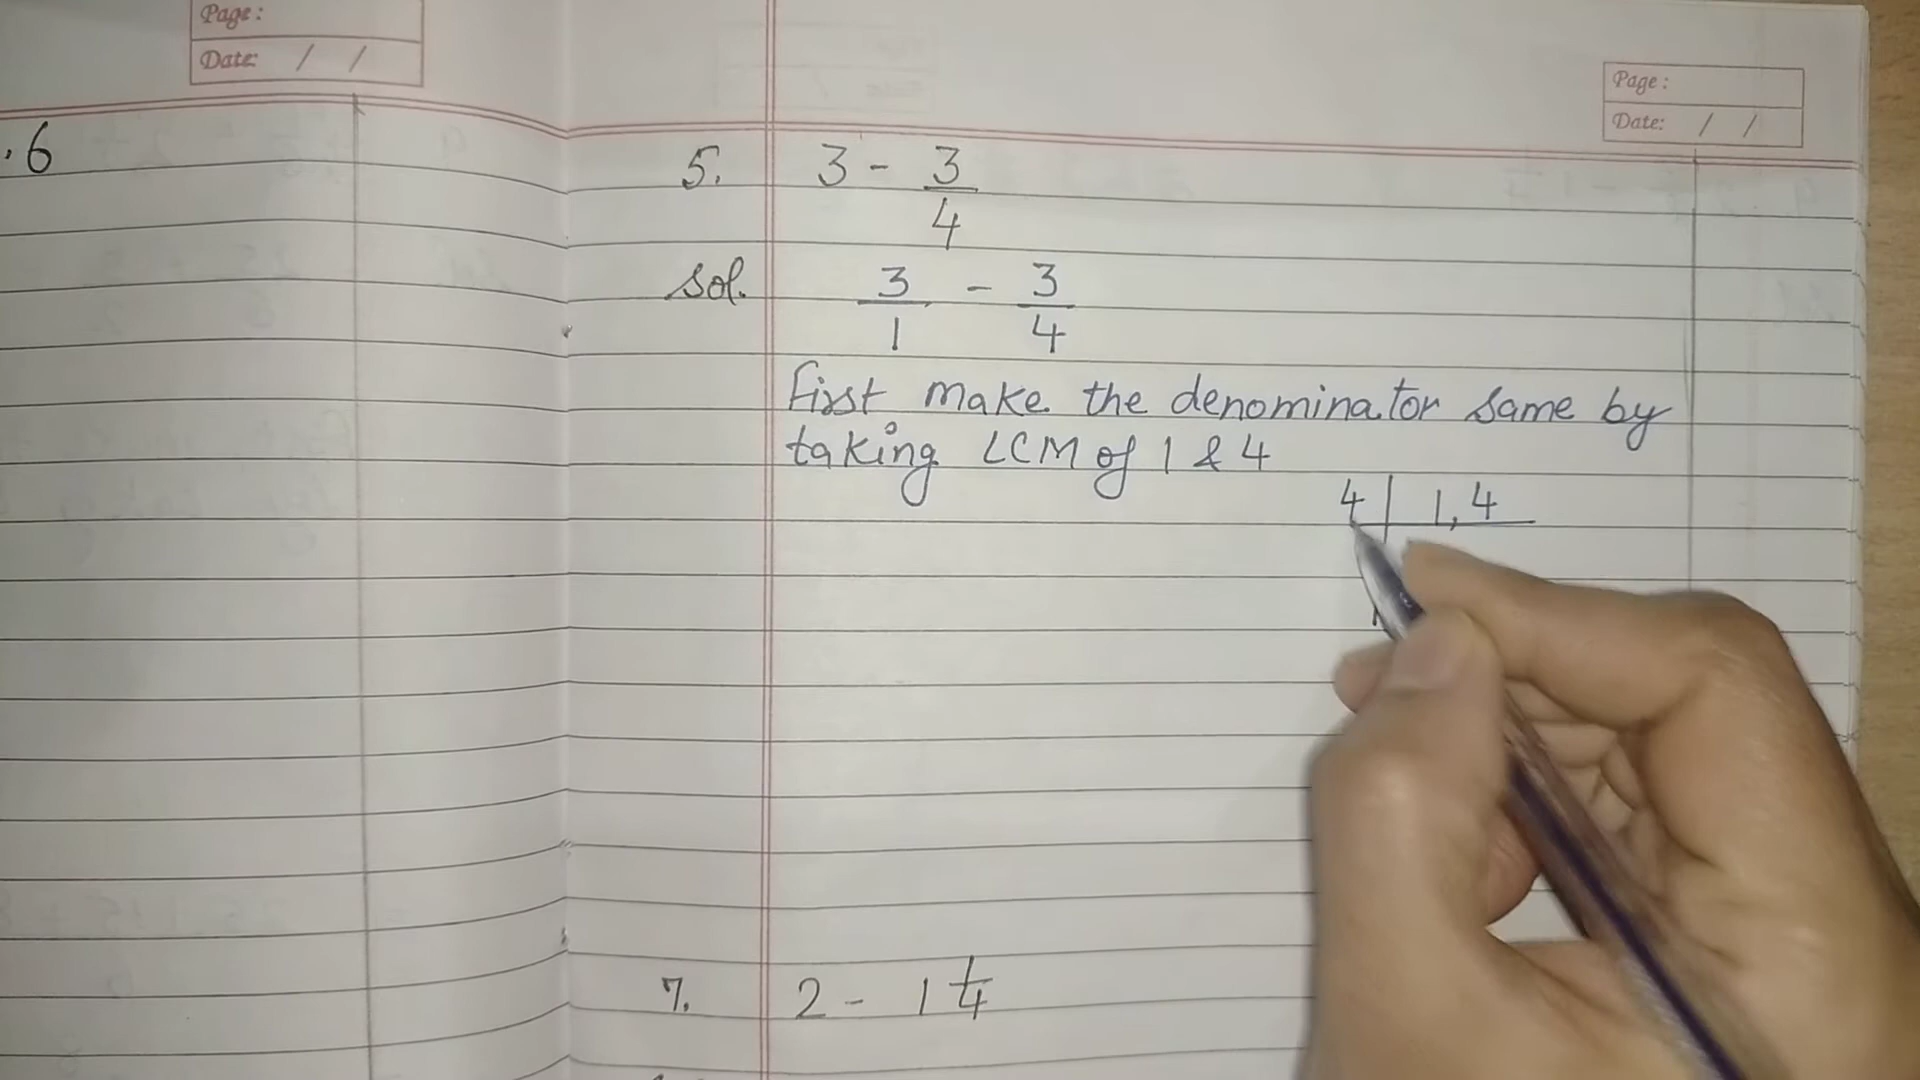 Page :
Date: / /
.6
Page :
Date: / /
5. 3 - 3/4
Sol. 3/1 - 3/4
First make the denominator same by
taking LCM of 1 & 4
4 | 1, 4
7. 2 - 1 1/4